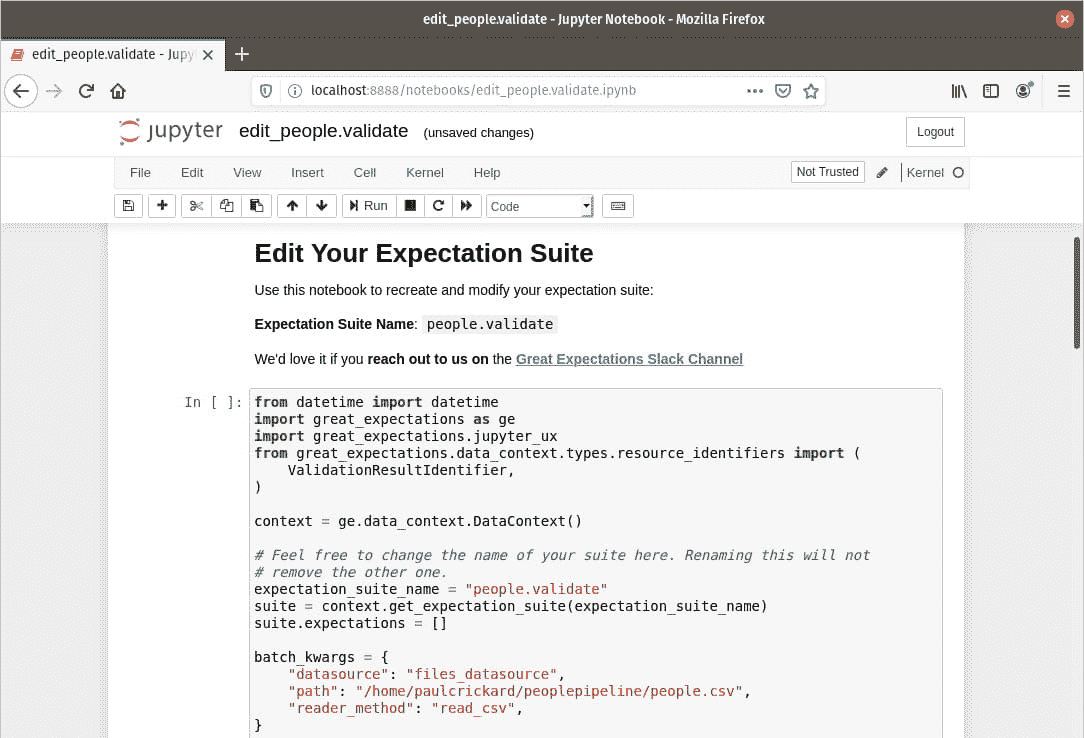 edit_people.validate - Jupyter Notebook - Mozilla Firefox
edit_people.validate - Jupy
localhost:8888/notebooks/edit_people.validate.ipynb
jupyter edit_people.validate (unsaved changes) Logout
File Edit View Insert Cell Kernel Help Not Trusted Kernel
Run Code
Edit Your Expectation Suite
Use this notebook to recreate and modify your expectation suite:
Expectation Suite Name: people.validate
We'd love it if you reach out to us on the Great Expectations Slack Channel
In [ ]: from datetime import datetime
import great_expectations as ge
import great_expectations.jupyter_ux
from great_expectations.data_context.types.resource_identifiers import (
    ValidationResultIdentifier,
)
context = ge.data_context.DataContext()
# Feel free to change the name of your suite here. Renaming this will not
# remove the other one.
expectation_suite_name = "people.validate"
suite = context.get_expectation_suite(expectation_suite_name)
suite.expectations = []
batch_kwargs = {
    "datasource": "files_datasource",
    "path": "/home/paulcrickard/peoplepipeline/people.csv",
    "reader_method": "read_csv",
}